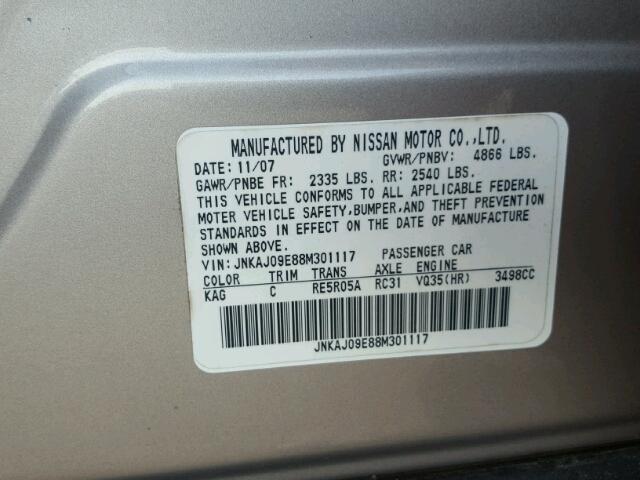 MANUFACTURED BY NISSAN MOTOR CO.,LTD.
DATE: 11/07 GVWR/PNBV: 4866 LBS.
GAWR/PNBE FR: 2335 LBS. RR: 2540 LBS.
THIS VEHICLE CONFORMS TO ALL APPLICABLE FEDERAL
MOTOR VEHICLE SAFETY,BUMPER,AND THEFT PREVENTION
STANDARDS IN EFFECT ON THE DATE OF MANUFACTURE
SHOWN ABOVE.
VIN: JNKAJ09E88M301117 PASSENGER CAR
COLOR TRIM TRANS AXLE ENGINE
KAG C RE5R05A RC31 VQ35(HR) 3498CC
JNKAJ09E88M301117